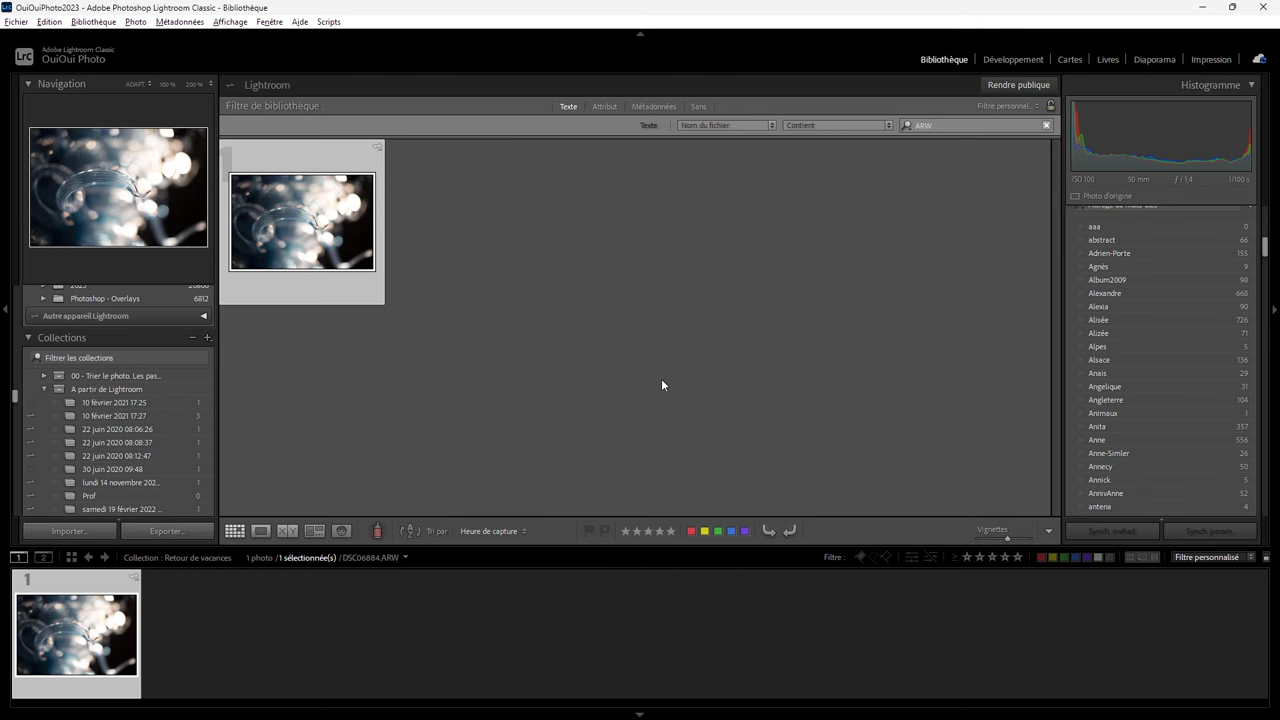 OuiOuiPhoto2023 - Adobe Photoshop Lightroom Classic - Bibliothèque
Fichier Edition Bibliothèque Photo Métadonnées Affichage Fenêtre Aide Scripts
Lrc Adobe Lightroom Classic
OuiOui Photo
Bibliothèque Développement Cartes Livres Diaporama Impression
Navigation ADAPT 100 % 200 %
Lightroom Rendre publique
Histogramme
Filtre de bibliothèque : Texte Attribut Métadonnées Sans Filtre personnal...
Texte Nom du fichier Contient ARW
1
ISO 100 50 mm ƒ / 1,4 1/100 s
Photo d'origine
aaa 0
abstract 66
Adrien-Porte 155
Agnès 9
Album2009 98
Alexandre 668
Alexia 90
Alisée 726
Alizée 71
Alpes 5
Alsace 136
Anais 29
Angelique 31
Angleterre 104
Animaux 1
Anita 357
Anne 556
Anne-Simler 26
Annecy 50
Annick 5
AnnivAnne 52
antena 4
Photoshop - Overlays 6812
Autre appareil Lightroom
Collections
Filtrer les collections
00 - Trier le photo. Les pas...
A partir de Lightroom
10 février 2021 17:25 1
10 février 2021 17:27 3
22 juin 2020 08:06:26 1
22 juin 2020 08:08:37 1
22 juin 2020 08:12:47 1
30 juin 2020 09:48 1
lundi 14 novembre 202... 1
Prof 0
samedi 19 février 2022 ... 1
Importer... Exporter...
Tri par : Heure de capture
Vignettes
Synch. métad. Synch. param.
1 2 Collection : Retour de vacances 1 photo / 1 sélectionnée(s) / DSC06884.ARW
Filtre : Filtre personnalisé
1